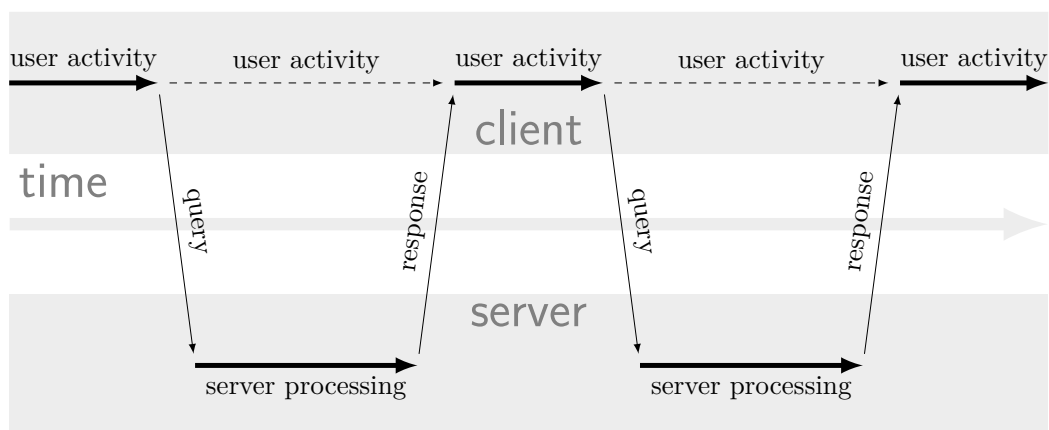 user activity
user activity
user activity
user activity
user activity
client
time
query
response
query
response
server
server processing
server processing